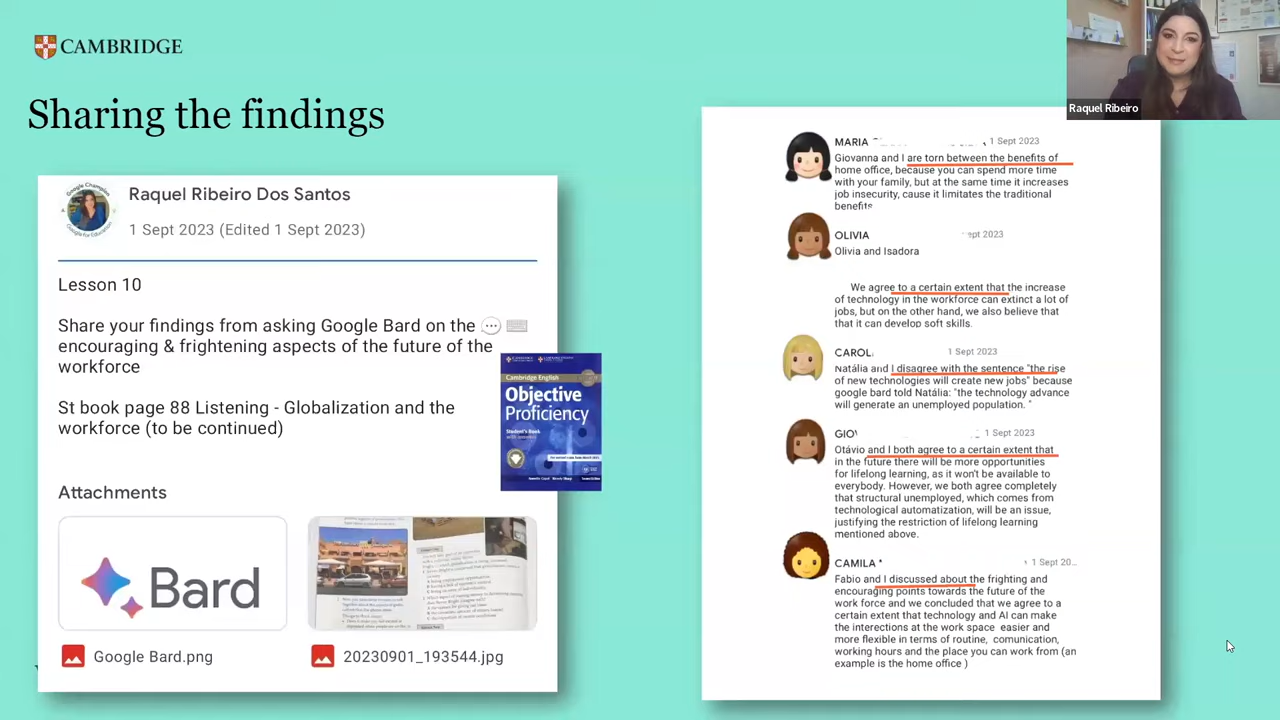 CAMBRIDGE
Sharing the findings
Raquel Ribeiro
Raquel Ribeiro Dos Santos
1 Sept 2023 (Edited 1 Sept 2023)
Lesson 10
Share your findings from asking Google Bard on the
encouraging & frightening aspects of the future of the
workforce
St book page 88 Listening - Globalization and the
workforce (to be continued)
Cambridge English
Objective
Proficiency
Student's Book
Attachments
Bard
Google Bard.png
20230901_193544.jpg
MARIA 1 Sept 2023
Giovanna and I are torn between the benefits of
home office, because you can spend more time
with your family, but at the same time it increases
job insecurity, cause it limitates the traditional
benefits
OLIVIA ept 2023
Olivia and Isadora
We agree to a certain extent that the increase
of technology in the workforce can extinct a lot of
jobs, but on the other hand, we also believe that
that it can develop soft skills.
CAROL 1 Sept 2023
Natália and I disagree with the sentence "the rise
of new technologies will create new jobs" because
google bard told Natália: "the technology advance
will generate an unemployed population. "
GIO 1 Sept 2023
Otávio and I both agree to a certain extent that
in the future there will be more opportunities
for lifelong learning, as it won't be available to
everybody. However, we both agree completely
that structural unemployed, which comes from
technological automatization, will be an issue,
justifying the restriction of lifelong learning
mentioned above.
CAMILA 1 Sept 20...
Fabio and I discussed about the frighting and
encouraging points towards the future of the
work force and we concluded that we agree to a
certain extent that technology and AI can make
the interections at the work space easier and
more flexible in terms of routine, comunication,
working hours and the place you can work from (an
example is the home office )